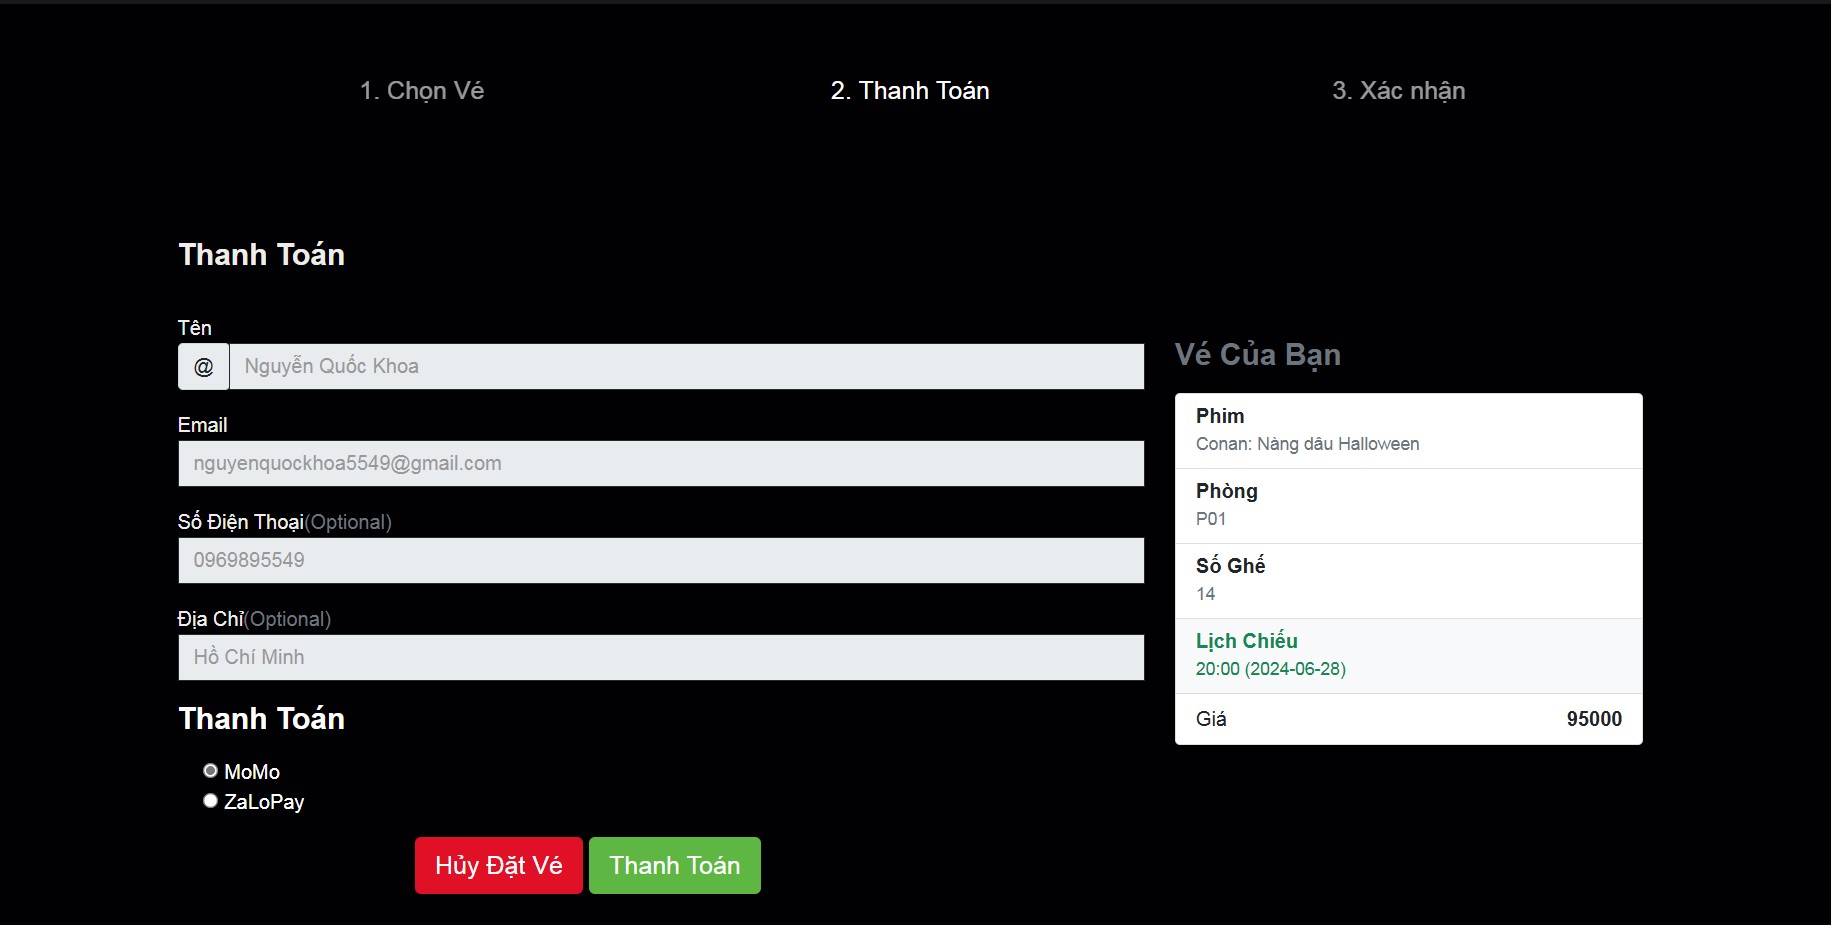 1. Chọn Vé
2. Thanh Toán
3. Xác nhận
Thanh Toán
Tên
@ Nguyễn Quốc Khoa
Email
nguyenquockhoa5549@gmail.com
Số Điện Thoại(Optional)
0969895549
Địa Chỉ(Optional)
Hồ Chí Minh
Thanh Toán
MoMo
ZaLoPay
Hủy Đặt Vé
Thanh Toán
Vé Của Bạn
Phim
Conan: Nàng dâu Halloween
Phòng
P01
Số Ghế
14
Lịch Chiếu
20:00 (2024-06-28)
Giá 95000